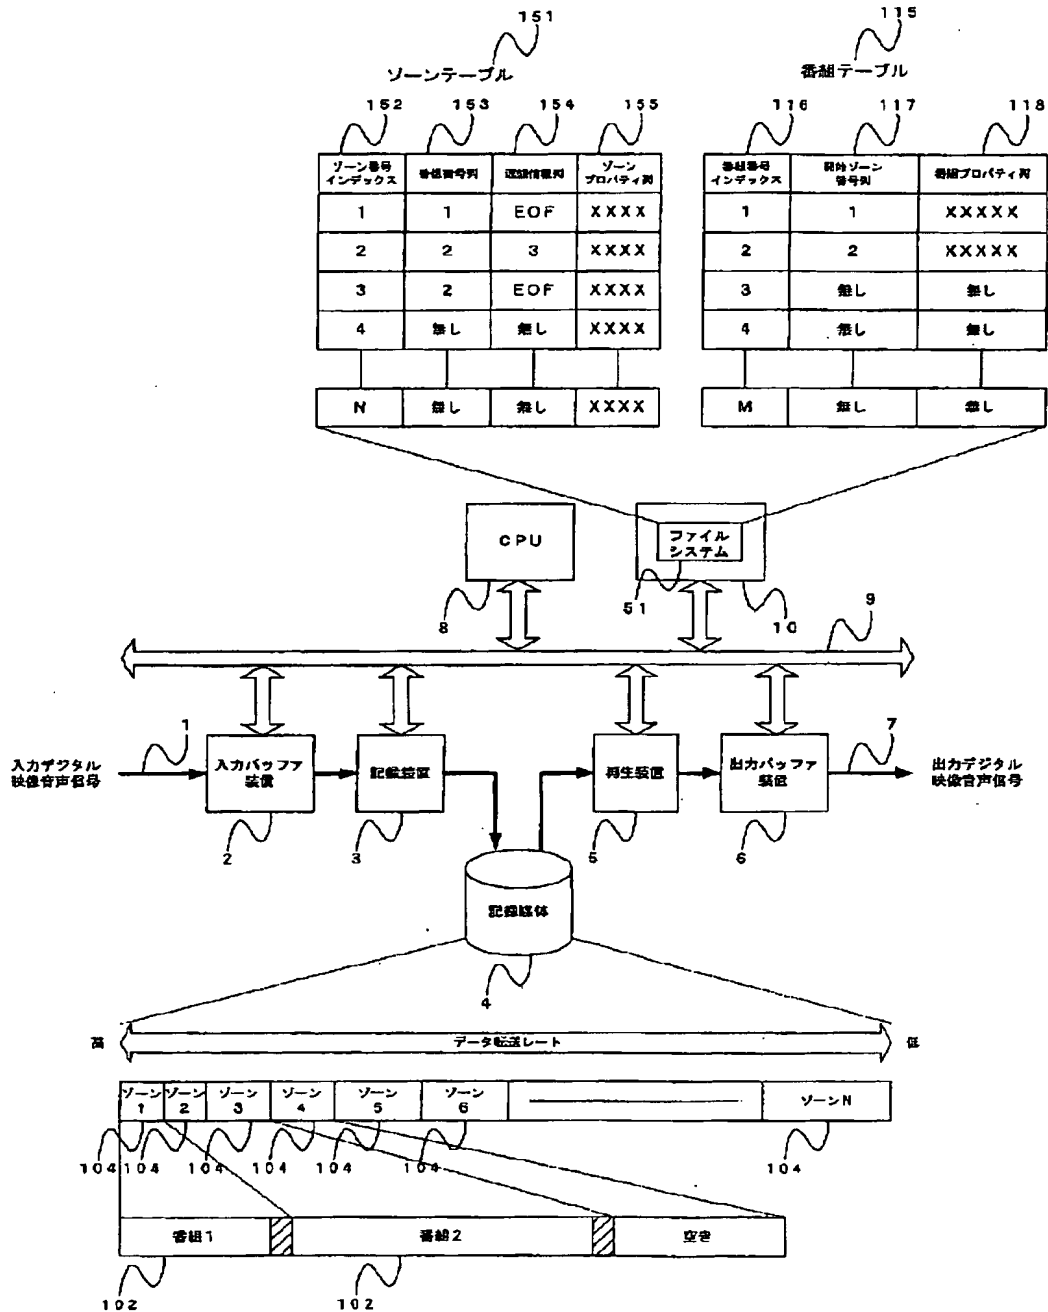 151
115
ゾーンテーブル
番組テーブル
152 153 154 155
116 117 118
ゾーン番号
インデックス
番組番号列
連鎖情報列
ゾーン
プロパティ列
1 1 EOF XXXX
2 2 3 XXXX
3 2 EOF XXXX
4 無し 無し XXXX
N 無し 無し XXXX
番組番号
インデックス
開始ゾーン
番号列
番組プロパティ列
1 1 XXXXX
2 2 XXXXX
3 無し 無し
4 無し 無し
M 無し 無し
CPU
ファイル
システム
8
51
10
9
1
7
入力デジタル
映像音声信号
入力バッファ
装置
記録装置
再生装置
出力バッファ
装置
出力デジタル
映像音声信号
2
3
5
6
記録媒体
4
高
データ転送レート
低
ゾーン
1
ゾーン
2
ゾーン
3
ゾーン
4
ゾーン
5
ゾーン
6
ゾーンN
104 104 104 104 104 104 104
番組1
番組2
空き
102
102